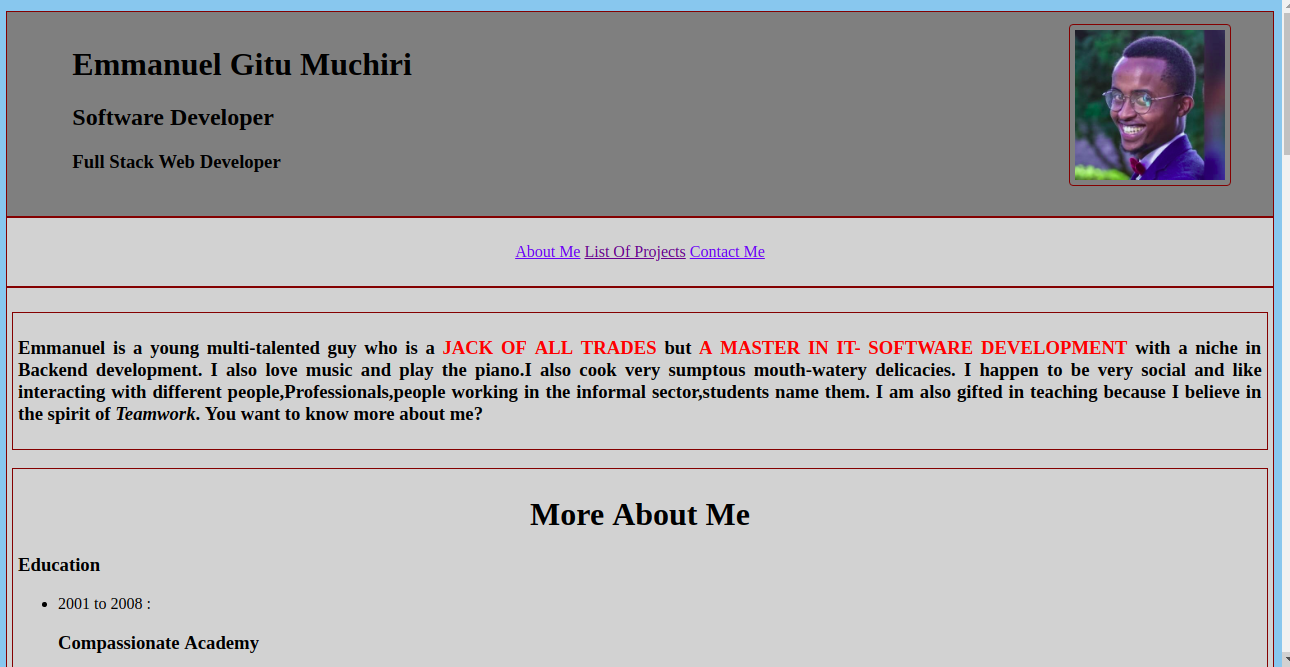 Emmanuel Gitu Muchiri
Software Developer
Full Stack Web Developer
About Me List Of Projects Contact Me
Emmanuel is a young multi-talented guy who is a JACK OF ALL TRADES but A MASTER IN IT- SOFTWARE DEVELOPMENT with a niche in
Backend development. I also love music and play the piano.I also cook very sumptous mouth-watery delicacies. I happen to be very social and like
interacting with different people,Professionals,people working in the informal sector,students name them. I am also gifted in teaching because I believe in
the spirit of Teamwork. You want to know more about me?
More About Me
Education
2001 to 2008 :
Compassionate Academy